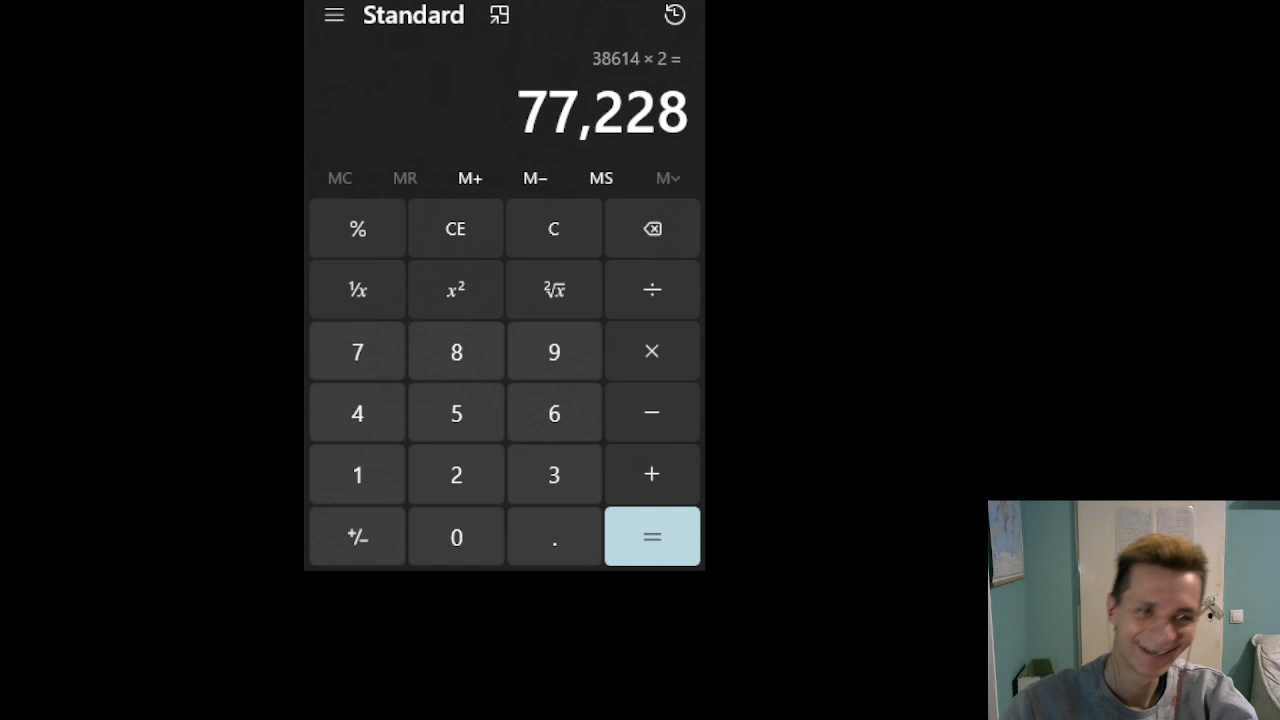 Standard
38614 × 2 =
77,228
MC MR M+ M− MS M
% CE C
¹/x x² ²√x ÷
7 8 9 ×
4 5 6 −
1 2 3 +
+/− 0 . =